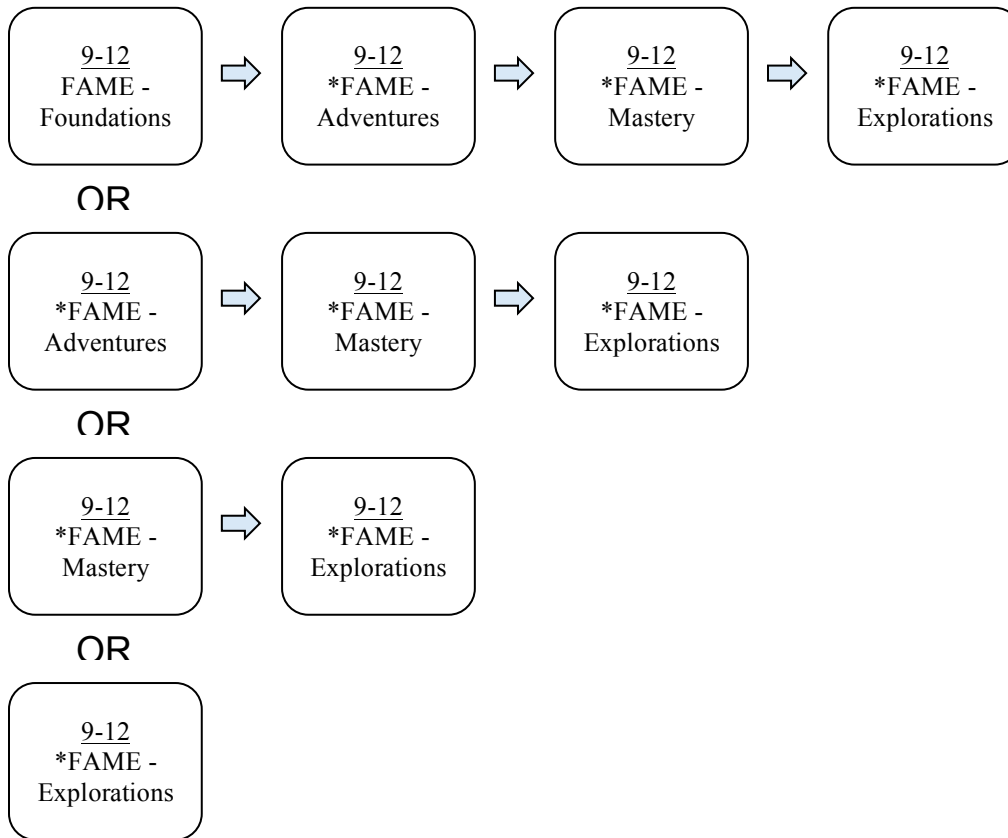 9-12
FAME -
Foundations
9-12
*FAME -
Adventures
9-12
*FAME -
Mastery
9-12
*FAME -
Explorations
OR
9-12
*FAME -
Adventures
9-12
*FAME -
Mastery
9-12
*FAME -
Explorations
OR
9-12
*FAME -
Mastery
9-12
*FAME -
Explorations
OR
9-12
*FAME -
Explorations